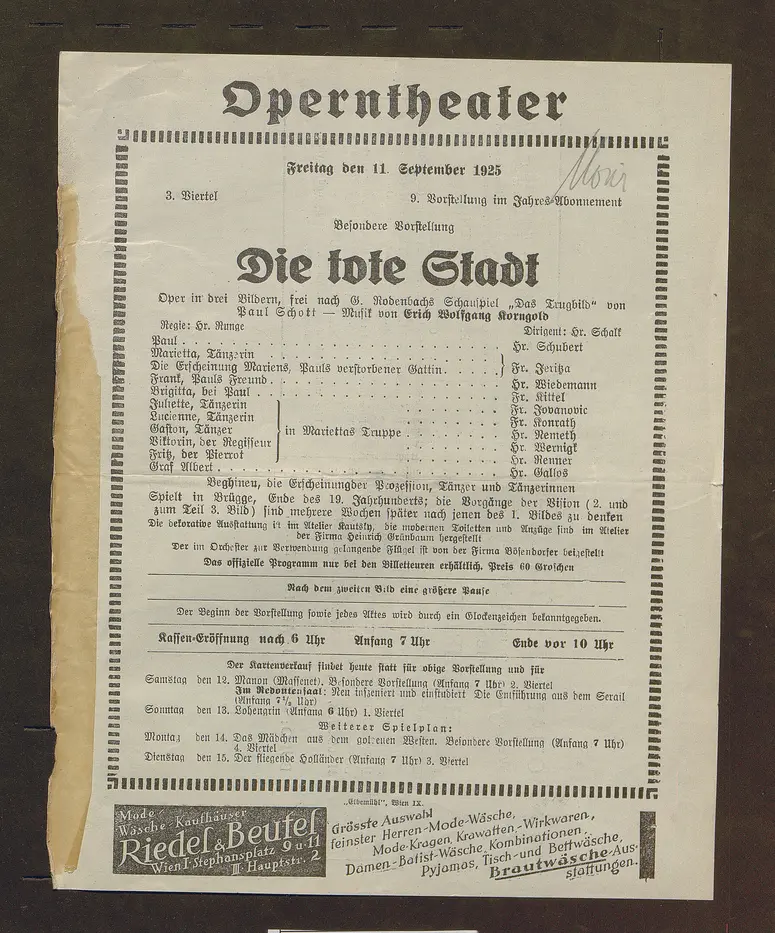 Operntheater
Freitag den 11. September 1925
3. Viertel 9. Vorstellung im Jahres-Abonnement
Besondere Vorstellung
Die tote Stadt
Oper in drei Bildern, frei nach G. Rodenbachs Schauspiel „Das Trugbild“ von
Paul Schott — Musik von Erich Wolfgang Korngold
Regie: Hr. Runge Dirigent: Hr. Schalk
Paul Hr. Schubert
Marietta, Tänzerin
Die Erscheinung Mariens, Pauls verstorbener Gattin Fr. Jeritza
Frank, Pauls Freund Hr. Wiedemann
Brigitta, bei Paul Fr. Kittel
Juliette, Tänzerin Fr. Jovanovic
Lucienne, Tänzerin Fr. Konrath
Gaston, Tänzer in Mariettas Truppe Hr. Nemeth
Viktorin, der Regisseur Hr. Wernigk
Fritz, der Pierrot Hr. Renner
Graf Albert Hr. Gallos
Beghinen, die Erscheinungder Prozession, Tänzer und Tänzerinnen
Spielt in Brügge, Ende des 19. Jahrhunderts; die Vorgänge der Vision (2. und
zum Teil 3. Bild) sind mehrere Wochen später nach jenen des 1. Bildes zu denken
Die dekorative Ausstattung ist im Atelier Kautsky, die modernen Toiletten und Anzüge sind im Atelier
der Firma Heinrich Grünbaum hergestellt
Der im Orchester zur Verwendung gelangende Flügel ist von der Firma Bösendorfer beigestellt
Das offizielle Programm nur bei den Billetteuren erhältlich. Preis 60 Groschen
Nach dem zweiten Bild eine größere Pause
Der Beginn der Vorstellung sowie jedes Aktes wird durch ein Glockenzeichen bekanntgegeben.
Kassen-Eröffnung nach 6 Uhr Anfang 7 Uhr Ende vor 10 Uhr
Der Kartenverkauf findet heute statt für obige Vorstellung und für
Samstag den 12. Manon (Massenet). Besondere Vorstellung (Anfang 7 Uhr) 2. Viertel
Im Redoutensaal: Neu inszeniert und einstudiert Die Entführung aus dem Serail
(Anfang 7½ Uhr)
Sonntag den 13. Lohengrin (Anfang 6 Uhr) 1. Viertel
Weiterer Spielplan:
Montag den 14. Das Mädchen aus dem goldenen Westen. Besondere Vorstellung (Anfang 7 Uhr)
4. Viertel
Dienstag den 15. Der fliegende Holländer (Anfang 7 Uhr) 3. Viertel
„Elbemühl“, Wien IX.
Mode
Wäsche Kaufhäuser
Riedel & Beutel
Wien I. Stephansplatz 9 u. 11
III. Hauptstr. 2
Grösste Auswahl
feinster Herren-Mode-Wäsche,
Mode-Kragen, Krawatten,-Wirkwaren,
Damen-Batist-Wäsche, Kombinationen,
Pyjamas, Tisch-und Bettwäsche,
Brautwäsche-Aus-
stattungen.